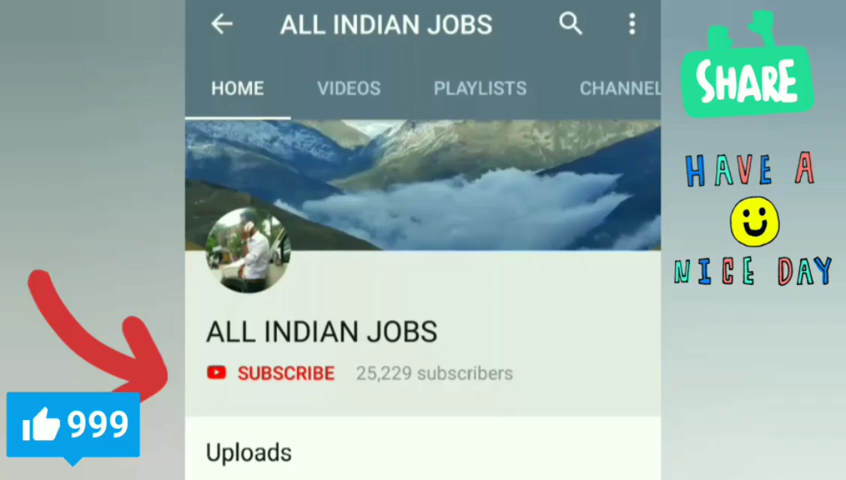 ALL INDIAN JOBS
HOME VIDEOS PLAYLISTS CHANNEL
SHARE
HAVE A
NICE DAY
ALL INDIAN JOBS
SUBSCRIBE 25,229 subscribers
999
Uploads